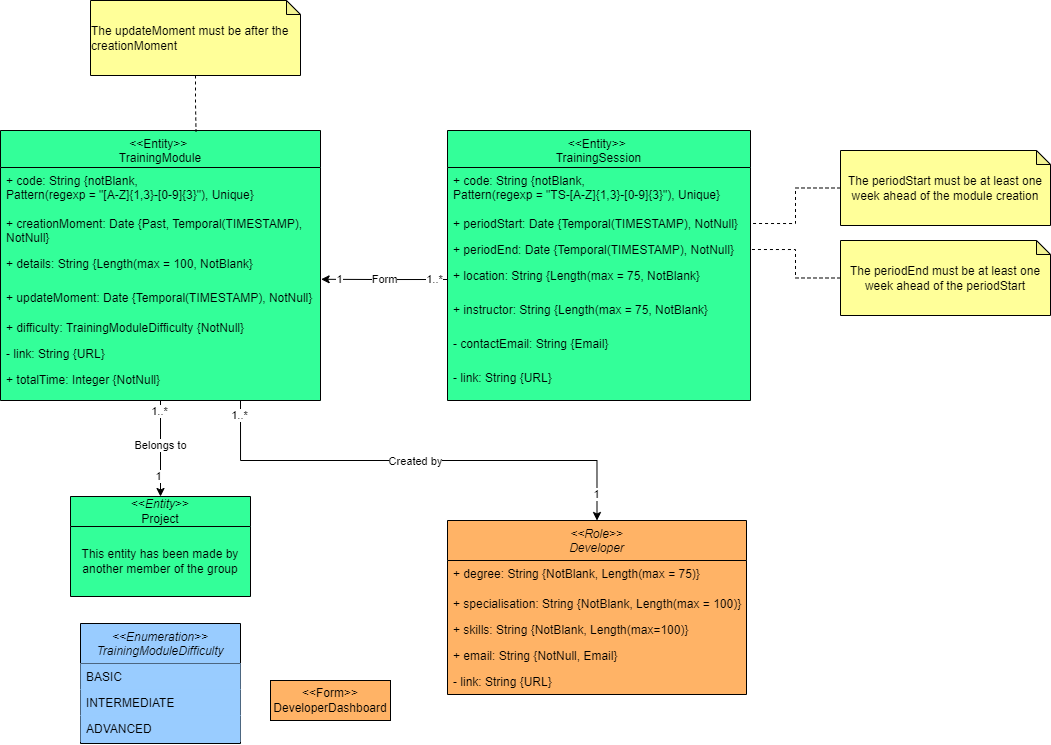 The updateMoment must be after the
creationMoment
<<Entity>>
TrainingModule
+ code: String {notBlank,
Pattern(regexp = "[A-Z]{1,3}-[0-9]{3}"), Unique}
+ creationMoment: Date {Past, Temporal(TIMESTAMP),
NotNull}
+ details: String {Length(max = 100, NotBlank}
+ updateMoment: Date {Temporal(TIMESTAMP), NotNull}
+ difficulty: TrainingModuleDifficulty {NotNull}
- link: String {URL}
+ totalTime: Integer {NotNull}
1
Form
1..*
<<Entity>>
TrainingSession
+ code: String {notBlank,
Pattern(regexp = "TS-[A-Z]{1,3}-[0-9]{3}"), Unique}
+ periodStart: Date {Temporal(TIMESTAMP), NotNull}
+ periodEnd: Date {Temporal(TIMESTAMP), NotNull}
+ location: String {Length(max = 75, NotBlank}
+ instructor: String {Length(max = 75, NotBlank}
- contactEmail: String {Email}
- link: String {URL}
The periodStart must be at least one
week ahead of the module creation
The periodEnd must be at least one
week ahead of the periodStart
1..*
Belongs to
1
1..*
Created by
1
<<Entity>>
Project
This entity has been made by
another member of the group
<<Role>>
Developer
+ degree: String {NotBlank, Length(max = 75)}
+ specialisation: String {NotBlank, Length(max = 100)}
+ skills: String {NotBlank, Length(max=100)}
+ email: String {NotNull, Email}
- link: String {URL}
<<Enumeration>>
TrainingModuleDifficulty
BASIC
INTERMEDIATE
ADVANCED
<<Form>>
DeveloperDashboard